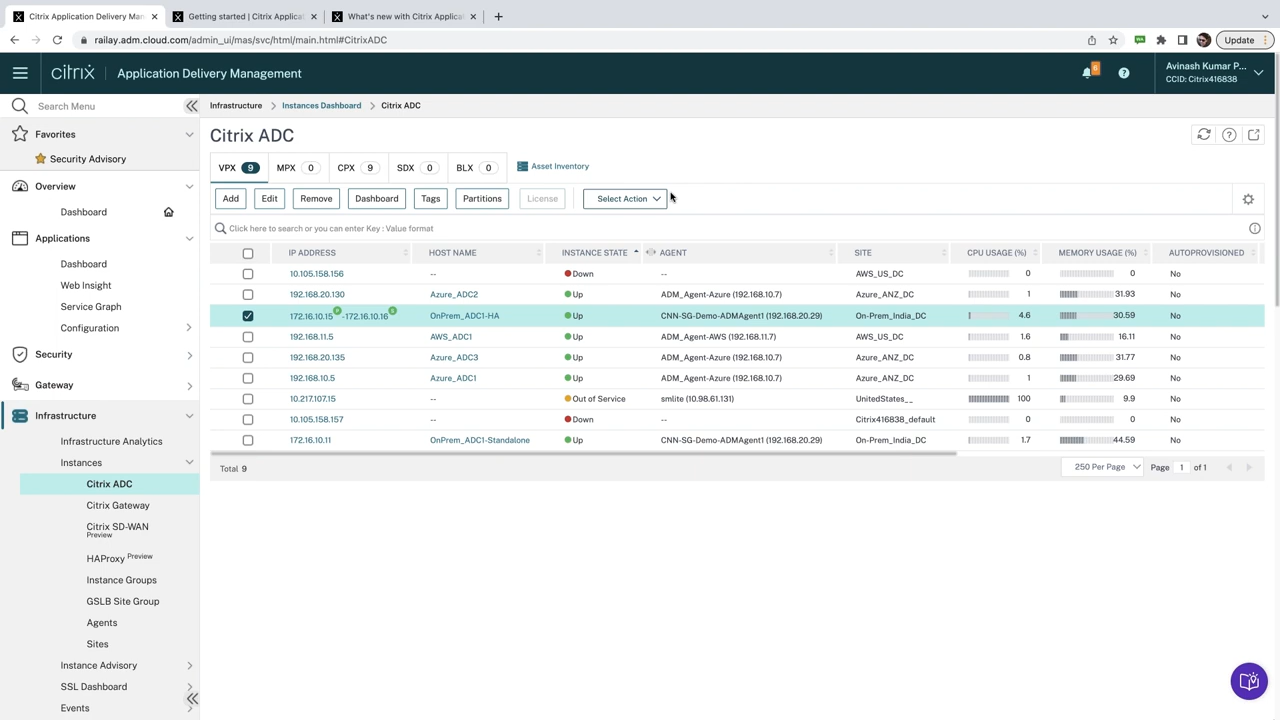 Citrix Application Delivery Man
Getting started | Citrix Applica
What's new with Citrix Applicat
railay.adm.cloud.com/admin_ui/mas/svc/html/main.html#CitrixADC
Update
citrix | Application Delivery Management
6
Avinash Kumar P...
CCID: Citrix416838
Search Menu
Favorites
Security Advisory
Overview
Dashboard
Applications
Dashboard
Web Insight
Service Graph
Configuration
Security
Gateway
Infrastructure
Infrastructure Analytics
Instances
Citrix ADC
Citrix Gateway
Citrix SD-WAN
Preview
HAProxy Preview
Instance Groups
GSLB Site Group
Agents
Sites
Instance Advisory
SSL Dashboard
Events
Infrastructure > Instances Dashboard > Citrix ADC
Citrix ADC
VPX 9 MPX 0 CPX 9 SDX 0 BLX 0 Asset Inventory
Add Edit Remove Dashboard Tags Partitions License Select Action
Click here to search or you can enter Key : Value format
IP ADDRESS HOST NAME INSTANCE STATE AGENT SITE CPU USAGE (%) MEMORY USAGE (%) AUTOPROVISIONED
10.105.158.156 -- Down -- AWS_US_DC 0 0 No
192.168.20.130 Azure_ADC2 Up ADM_Agent-Azure (192.168.10.7) Azure_ANZ_DC 1 31.93 No
172.16.10.15 P -172.16.10.16 S OnPrem_ADC1-HA Up CNN-SG-Demo-ADMAgent1 (192.168.20.29) On-Prem_India_DC 4.6 30.59 No
192.168.11.5 AWS_ADC1 Up ADM_Agent-AWS (192.168.11.7) AWS_US_DC 1.6 16.11 No
192.168.20.135 Azure_ADC3 Up ADM_Agent-Azure (192.168.10.7) Azure_ANZ_DC 0.8 31.77 No
192.168.10.5 Azure_ADC1 Up ADM_Agent-Azure (192.168.10.7) Azure_ANZ_DC 1 29.69 No
10.217.107.15 -- Out of Service smlite (10.98.61.131) UnitedStates__ 100 9.9 No
10.105.158.157 -- Down -- Citrix416838_default 0 0 No
172.16.10.11 OnPrem_ADC1-Standalone Up CNN-SG-Demo-ADMAgent1 (192.168.20.29) On-Prem_India_DC 1.7 44.59 No
Total 9
250 Per Page Page 1 of 1